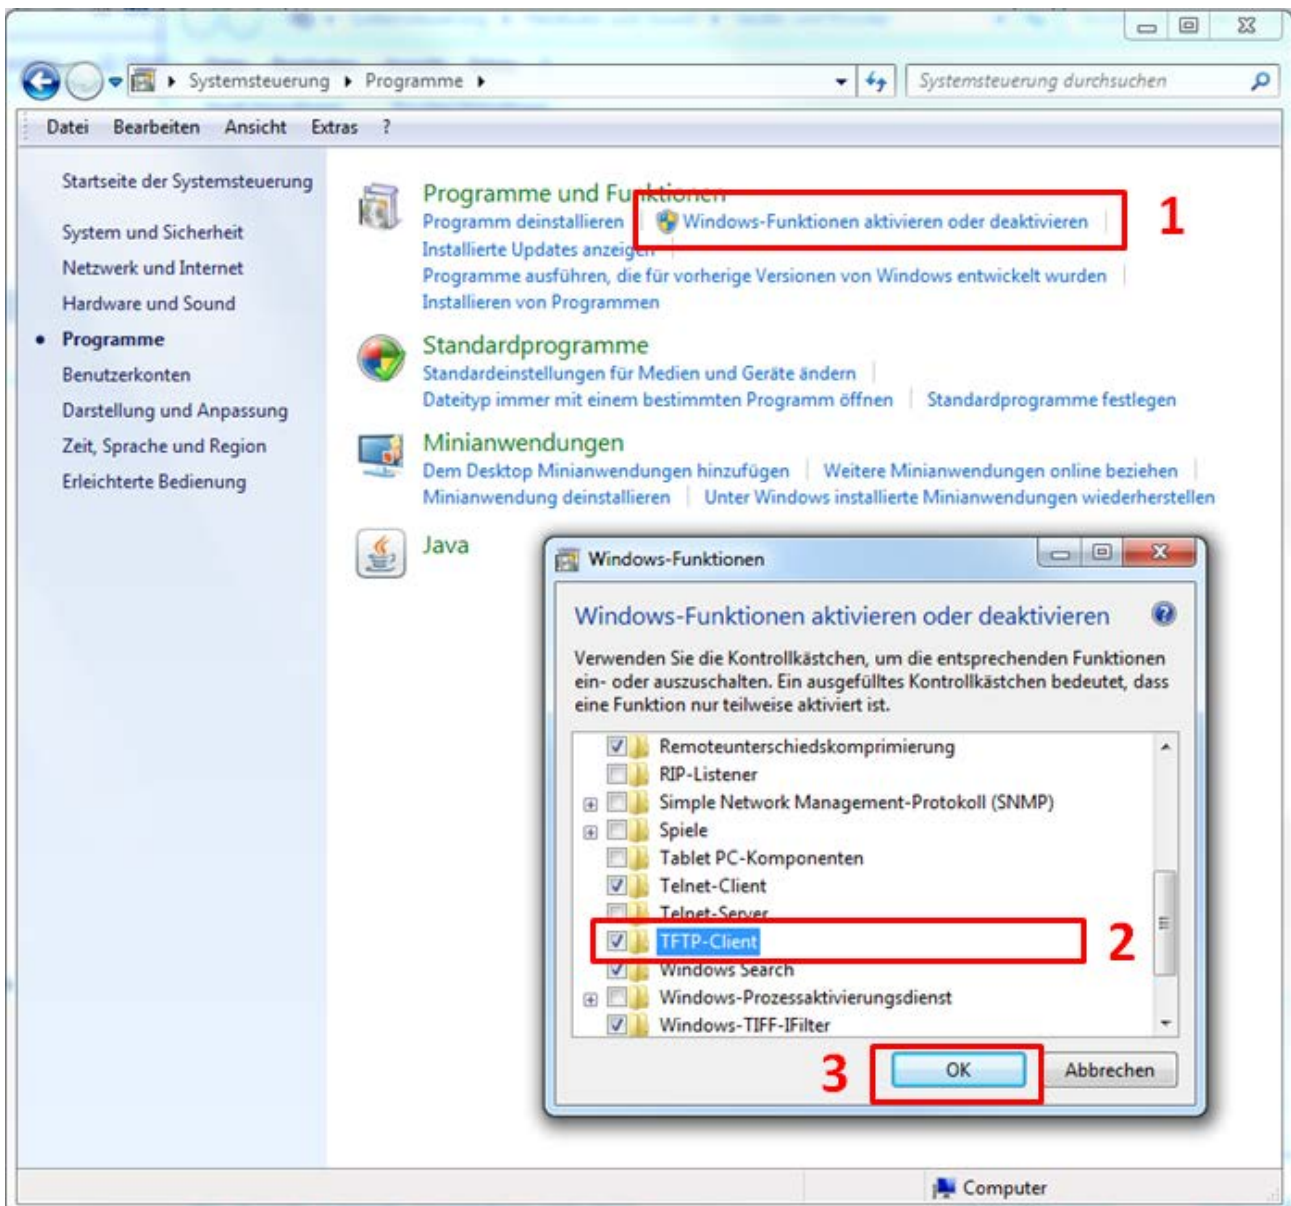 Systemsteuerung Programme
Systemsteuerung durchsuchen
Datei Bearbeiten Ansicht Extras ?
Startseite der Systemsteuerung
System und Sicherheit
Netzwerk und Internet
Hardware und Sound
Programme
Benutzerkonten
Darstellung und Anpassung
Zeit, Sprache und Region
Erleichterte Bedienung
Programme und Funktionen
Programm deinstallieren Windows-Funktionen aktivieren oder deaktivieren
1
Installierte Updates anzeigen
Programme ausführen, die für vorherige Versionen von Windows entwickelt wurden
Installieren von Programmen
Standardprogramme
Standardeinstellungen für Medien und Geräte ändern
Dateityp immer mit einem bestimmten Programm öffnen Standardprogramme festlegen
Minianwendungen
Dem Desktop Minianwendungen hinzufügen Weitere Minianwendungen online beziehen
Minianwendung deinstallieren Unter Windows installierte Minianwendungen wiederherstellen
Java
Windows-Funktionen
Windows-Funktionen aktivieren oder deaktivieren
Verwenden Sie die Kontrollkästchen, um die entsprechenden Funktionen
ein- oder auszuschalten. Ein ausgefülltes Kontrollkästchen bedeutet, dass
eine Funktion nur teilweise aktiviert ist.
Remoteunterschiedskomprimierung
RIP-Listener
Simple Network Management-Protokoll (SNMP)
Spiele
Tablet PC-Komponenten
Telnet-Client
Telnet-Server
TFTP-Client
2
Windows Search
Windows-Prozessaktivierungsdienst
Windows-TIFF-IFilter
3
OK Abbrechen
Computer